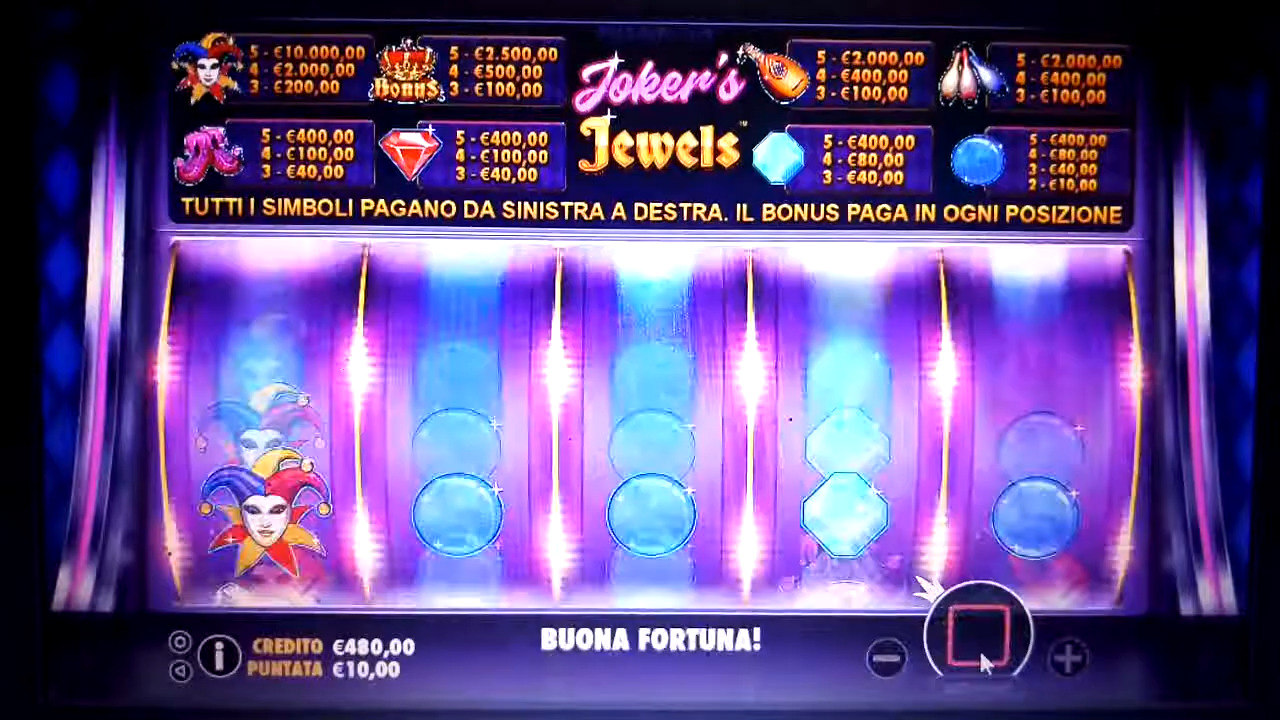 5 - €10.000,00
4 - €2.000,00
3 - €200,00
Bonus
5 - €2.500,00
4 - €500,00
3 - €100,00
Joker's
Jewels™
5 - €2.000,00
4 - €400,00
3 - €100,00
5 - €2.000,00
4 - €400,00
3 - €100,00
5 - €400,00
4 - €100,00
3 - €40,00
5 - €400,00
4 - €100,00
3 - €40,00
5 - €400,00
4 - €80,00
3 - €40,00
5 - €400,00
4 - €80,00
3 - €40,00
2 - €10,00
TUTTI I SIMBOLI PAGANO DA SINISTRA A DESTRA. IL BONUS PAGA IN OGNI POSIZIONE
CREDITO €480,00
PUNTATA €10,00
BUONA FORTUNA!